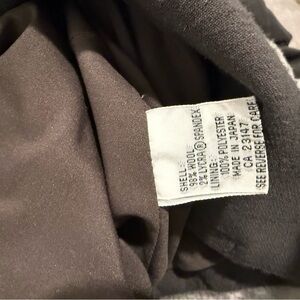 SHELL:
98% WOOL
2% LYCRA® SPANDEX
LINING:
100% POLYESTER
MADE IN JAPAN
CA 23147
SEE REVERSE FOR CARE